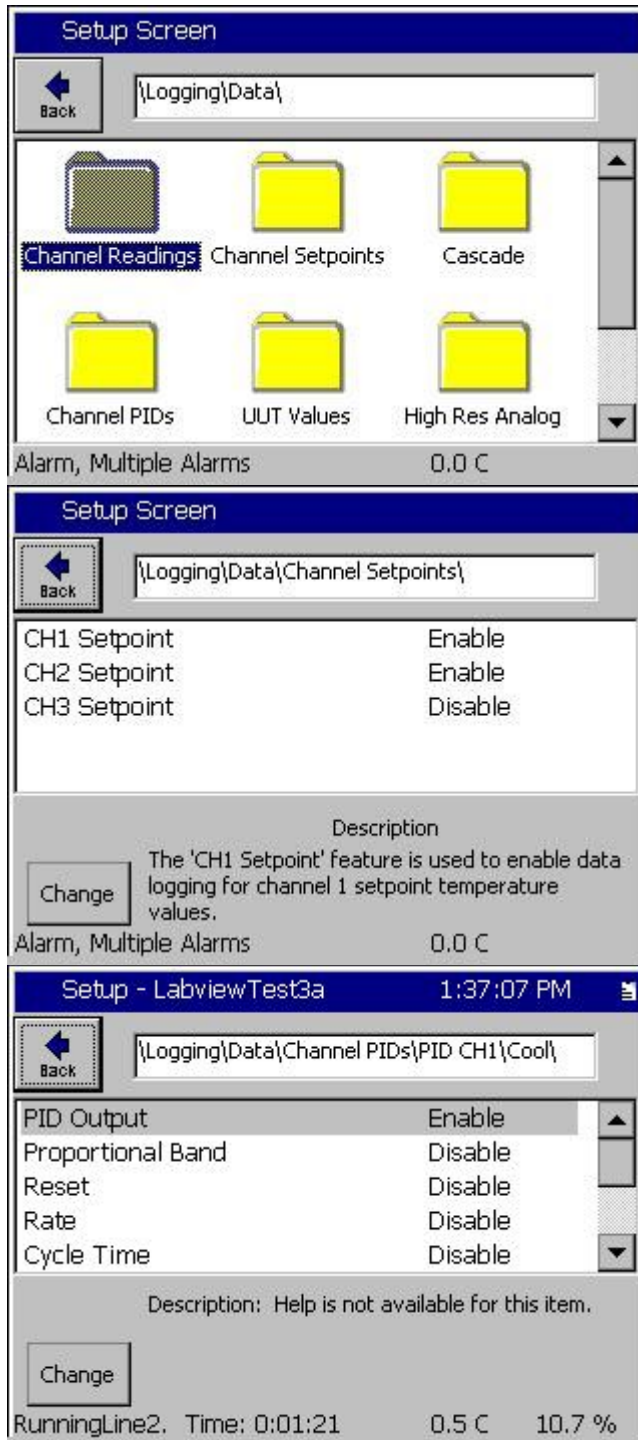 Setup Screen
Back
\Logging\Data\
Channel Readings Channel Setpoints Cascade
Channel PIDs UUT Values High Res Analog
Alarm, Multiple Alarms 0.0 C
Setup Screen
Back
\Logging\Data\Channel Setpoints\
CH1 Setpoint Enable
CH2 Setpoint Enable
CH3 Setpoint Disable
Description
The 'CH1 Setpoint' feature is used to enable data
logging for channel 1 setpoint temperature
values.
Change
Alarm, Multiple Alarms 0.0 C
Setup - LabviewTest3a 1:37:07 PM
Back
\Logging\Data\Channel PIDs\PID CH1\Cool\
PID Output Enable
Proportional Band Disable
Reset Disable
Rate Disable
Cycle Time Disable
Description: Help is not available for this item.
Change
RunningLine2. Time: 0:01:21 0.5 C 10.7 %